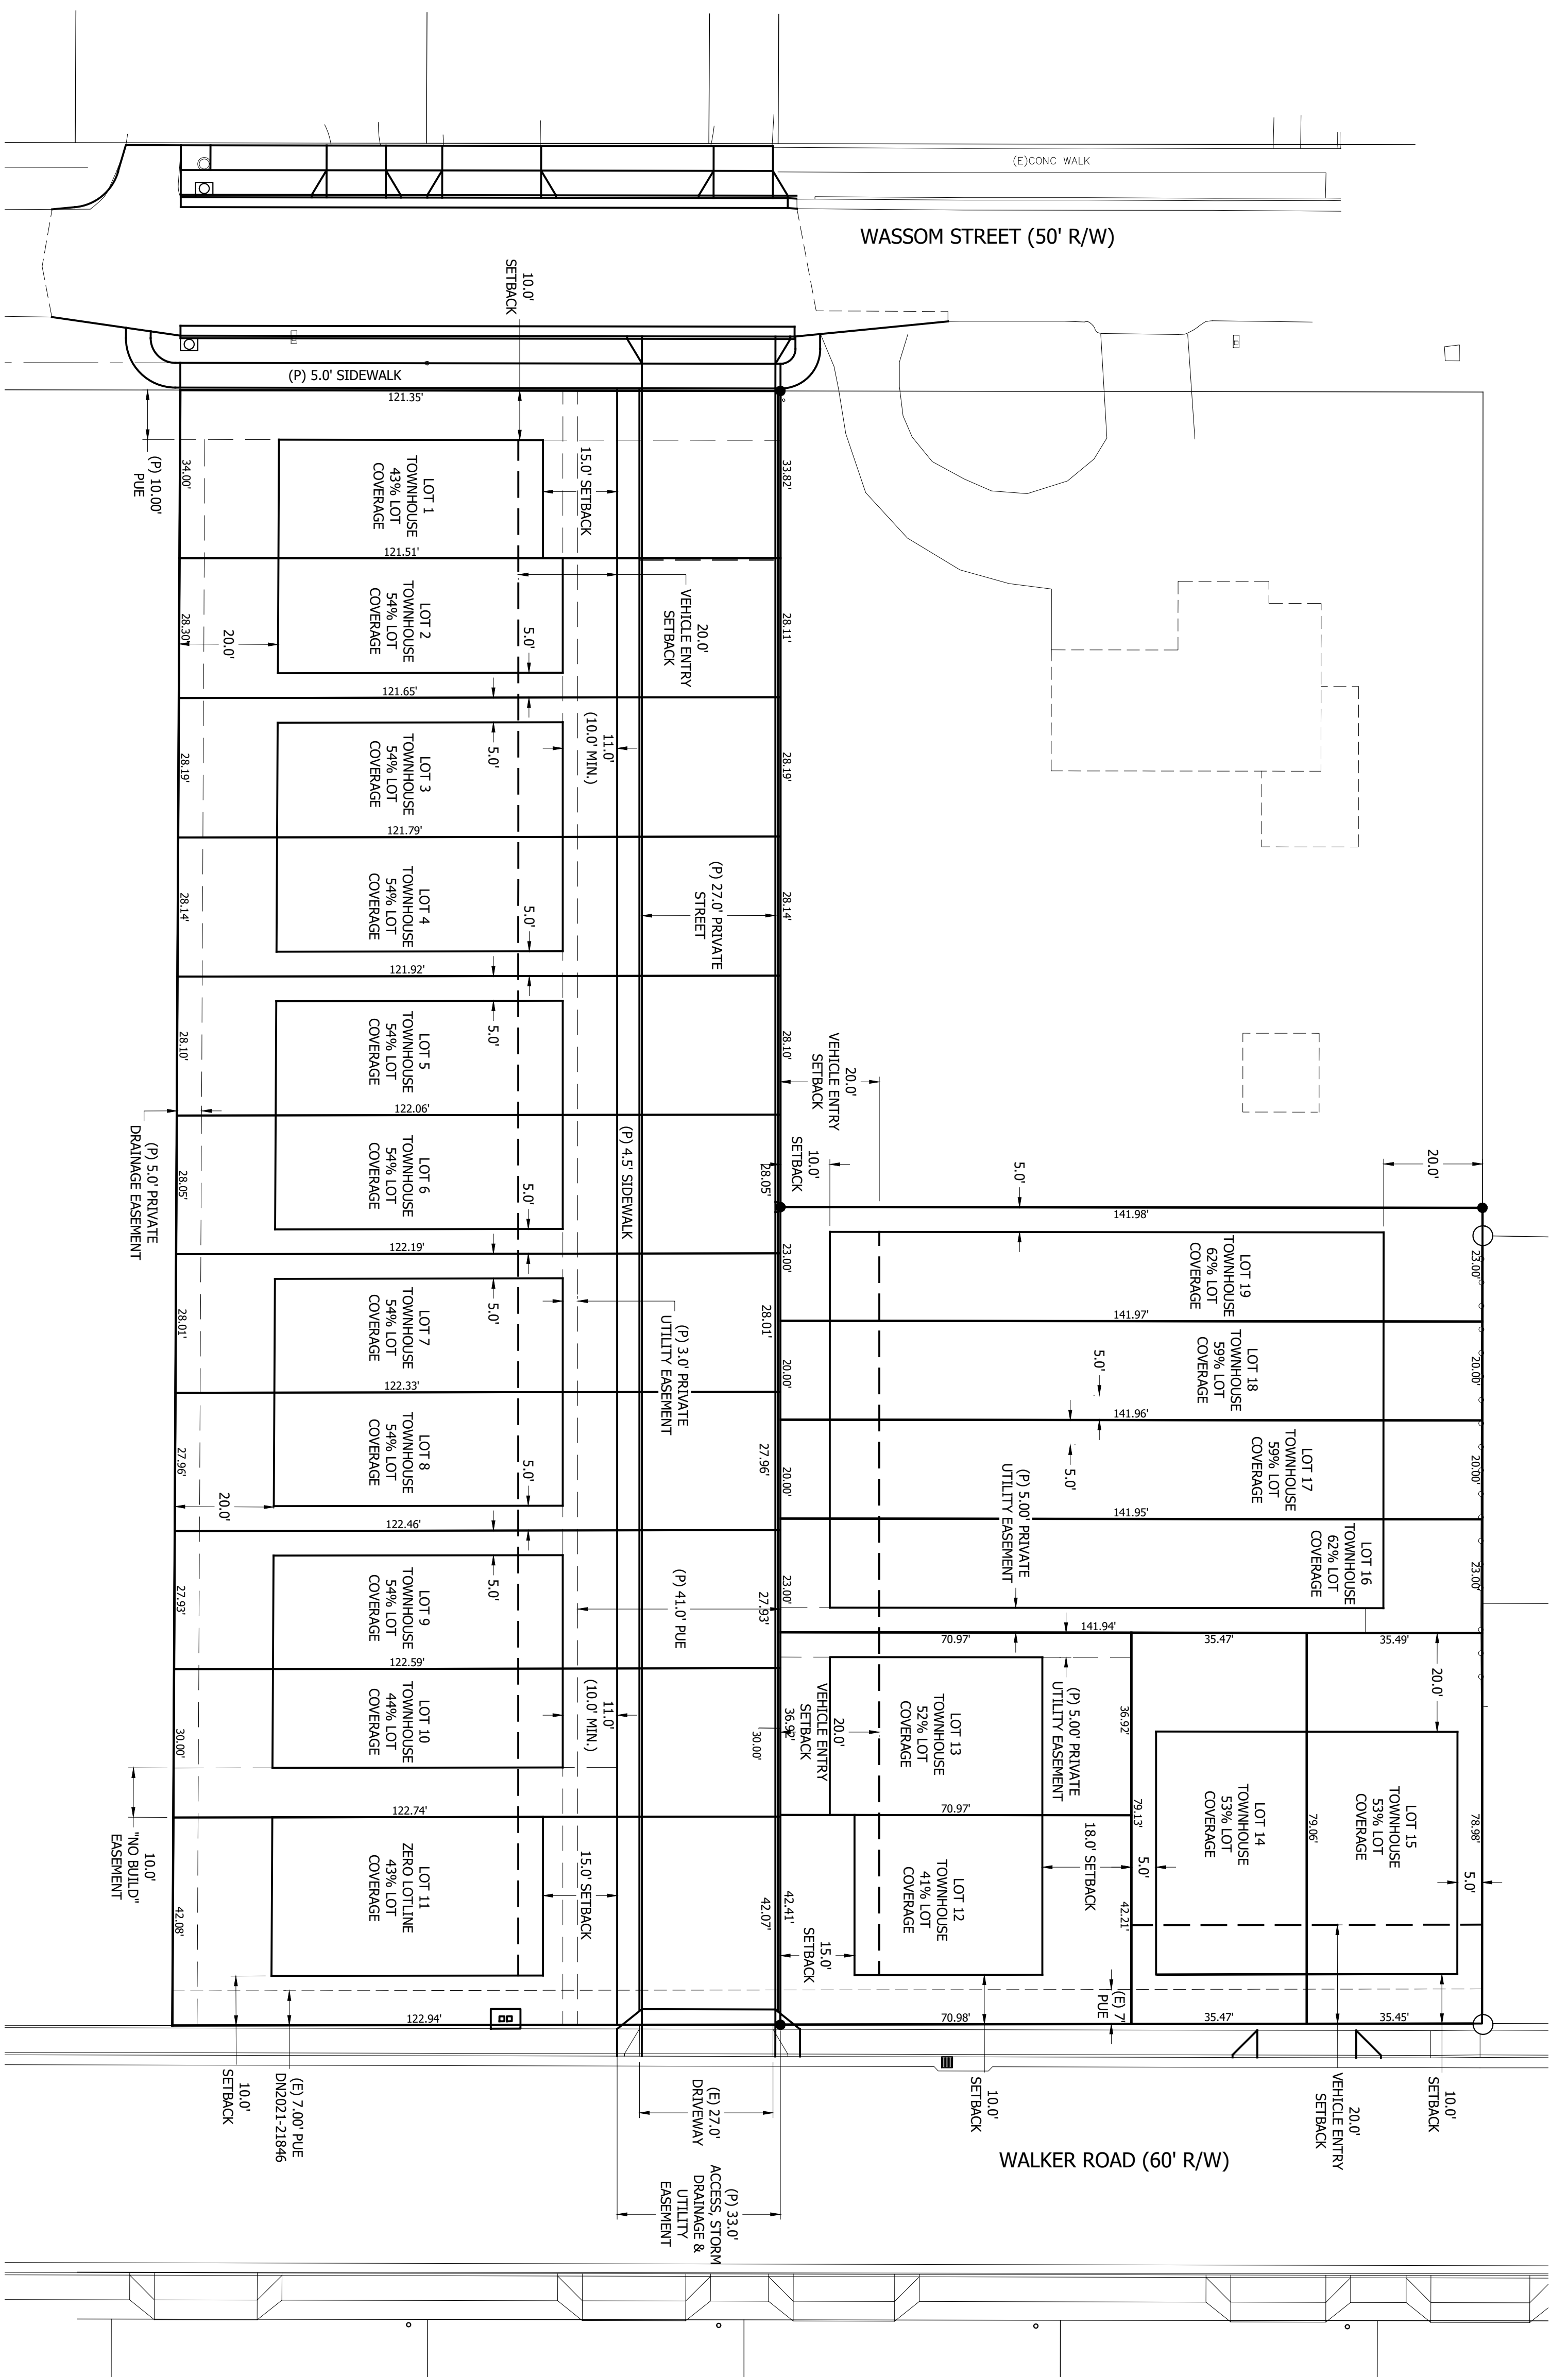 (E)CONC WALK
WASSOM STREET (50' R/W)
10.0'
SETBACK
(P) 5.0' SIDEWALK
121.35'
(P) 10.00'
PUE
34.00'
LOT 1
TOWNHOUSE
43% LOT
COVERAGE
15.0' SETBACK
33.82'
121.51'
28.30'
20.0'
LOT 2
TOWNHOUSE
54% LOT
COVERAGE
5.0'
20.0'
VEHICLE ENTRY
SETBACK
28.11'
121.65'
28.19'
LOT 3
TOWNHOUSE
54% LOT
COVERAGE
5.0'
11.0'
(10.0' MIN.)
28.19'
121.79'
28.14'
LOT 4
TOWNHOUSE
54% LOT
COVERAGE
5.0'
(P) 27.0' PRIVATE
STREET
28.14'
121.92'
28.10'
LOT 5
TOWNHOUSE
54% LOT
COVERAGE
5.0'
28.10'
20.0'
VEHICLE ENTRY
SETBACK
122.06'
(P) 5.0' PRIVATE
DRAINAGE EASEMENT
28.05'
LOT 6
TOWNHOUSE
54% LOT
COVERAGE
5.0'
(P) 4.5' SIDEWALK
28.05'
10.0'
SETBACK
5.0'
20.0'
122.19'
141.98'
28.01'
LOT 7
TOWNHOUSE
54% LOT
COVERAGE
5.0'
(P) 3.0' PRIVATE
UTILITY EASEMENT
28.01'
23.00'
LOT 19
TOWNHOUSE
62% LOT
COVERAGE
23.00'
141.97'
122.33'
20.00'
5.0'
LOT 18
TOWNHOUSE
59% LOT
COVERAGE
20.00'
141.96'
27.96'
20.0'
LOT 8
TOWNHOUSE
54% LOT
COVERAGE
5.0'
27.96'
20.00'
5.0'
LOT 17
TOWNHOUSE
59% LOT
COVERAGE
20.00'
141.95'
122.46'
(P) 5.00' PRIVATE
UTILITY EASEMENT
27.93'
LOT 9
TOWNHOUSE
54% LOT
COVERAGE
5.0'
(P) 41.0' PUE
27.93'
23.00'
LOT 16
TOWNHOUSE
62% LOT
COVERAGE
23.00'
141.94'
70.97'
35.47'
35.49'
122.59'
30.00'
LOT 10
TOWNHOUSE
44% LOT
COVERAGE
11.0'
(10.0' MIN.)
30.00'
36.92'
20.0'
VEHICLE ENTRY
SETBACK
LOT 13
TOWNHOUSE
52% LOT
COVERAGE
(P) 5.00' PRIVATE
UTILITY EASEMENT
36.92'
20.0'
122.74'
70.97'
79.13'
LOT 14
TOWNHOUSE
53% LOT
COVERAGE
79.06'
LOT 15
TOWNHOUSE
53% LOT
COVERAGE
78.98'
10.0'
"NO BUILD"
EASEMENT
42.08'
LOT 11
ZERO LOTLINE
43% LOT
COVERAGE
15.0' SETBACK
42.07'
42.41'
15.0'
SETBACK
LOT 12
TOWNHOUSE
41% LOT
COVERAGE
18.0' SETBACK
5.0'
42.21'
5.0'
(E) 7'
PUE
122.94'
70.98'
35.47'
35.45'
10.0'
SETBACK
(E) 7.00' PUE
DN2021-21846
(E) 27.0'
DRIVEWAY
(P) 33.0'
ACCESS, STORM
DRAINAGE &
UTILITY
EASEMENT
10.0'
SETBACK
20.0'
VEHICLE ENTRY
SETBACK
10.0'
SETBACK
WALKER ROAD (60' R/W)